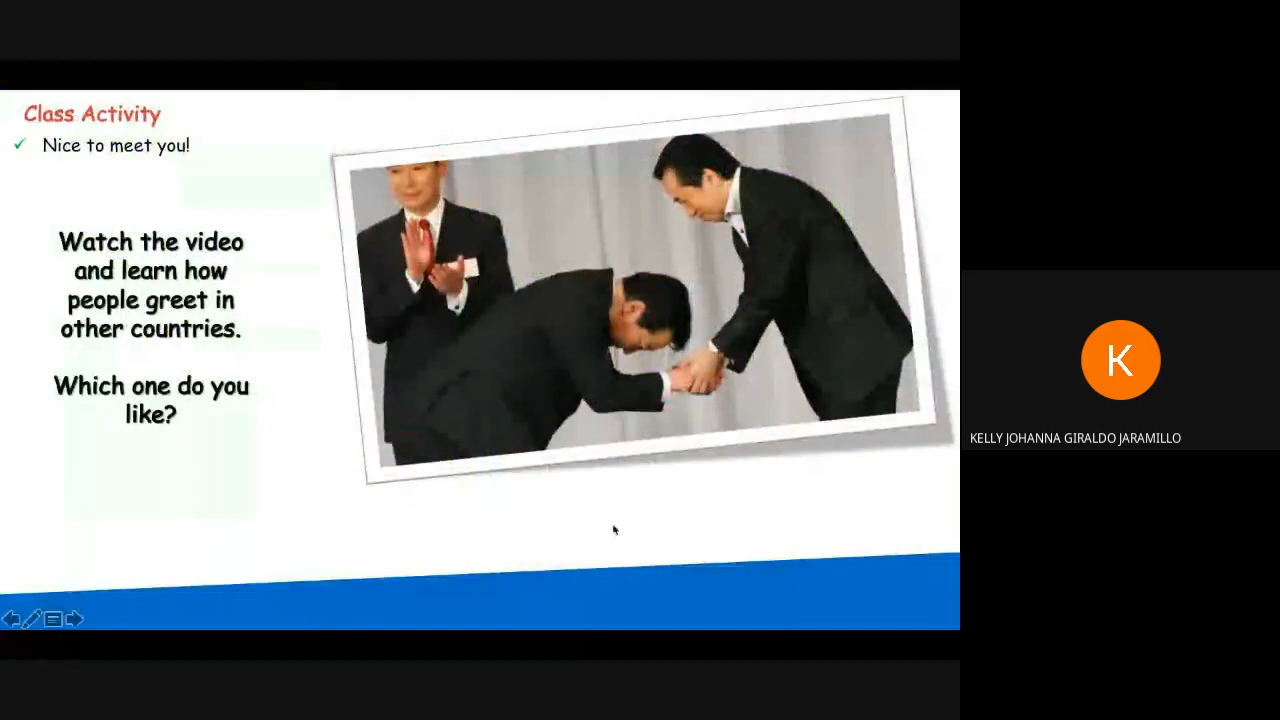 Class Activity
✓ Nice to meet you!
Watch the video
and learn how
people greet in
other countries.
Which one do you
like?
K
KELLY JOHANNA GIRALDO JARAMILLO